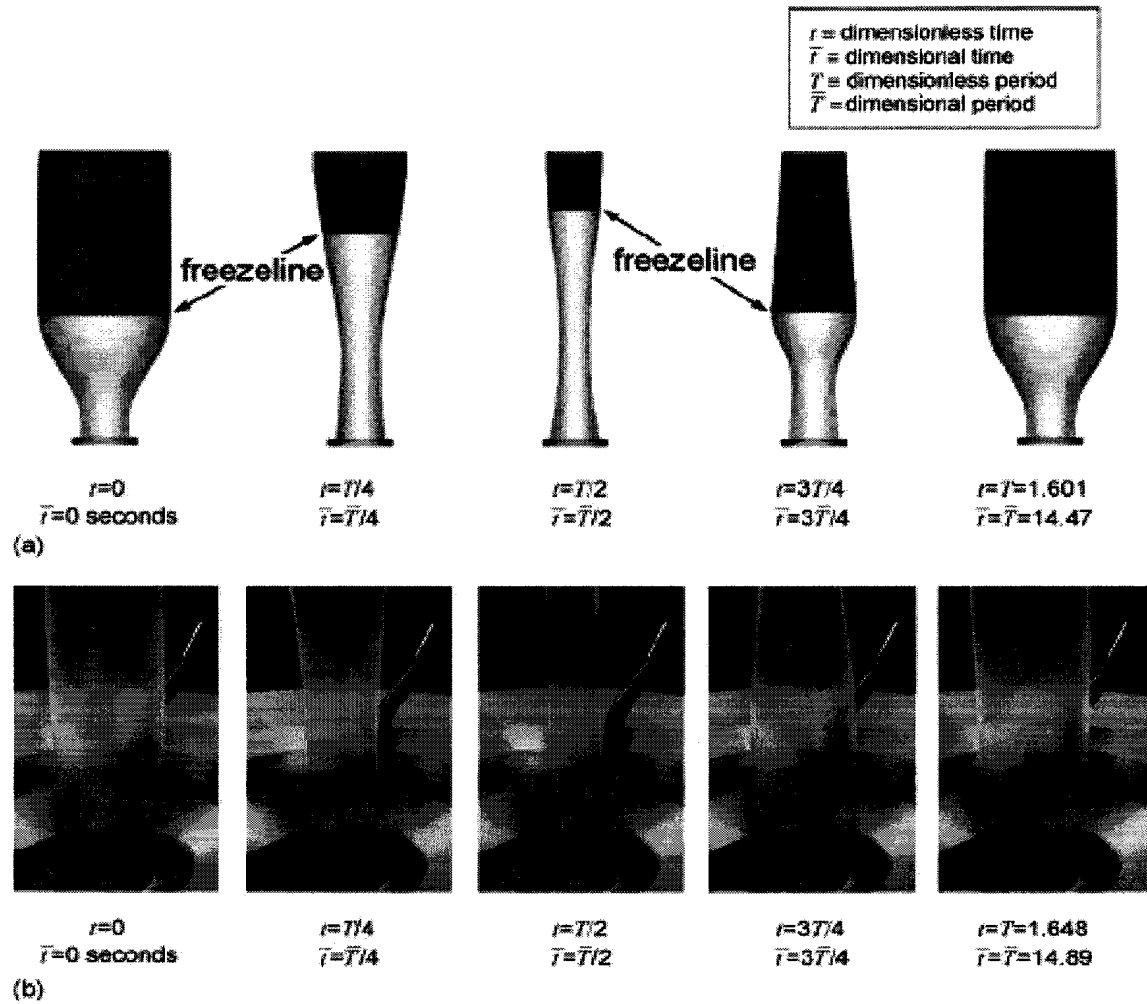 t = dimensionless time
t̅ = dimensional time
T = dimensionless period
T̅ = dimensional period
freezeline
freezeline
t=0
t̅=0 seconds
t=T/4
t̅=T̅/4
t=T/2
t̅=T̅/2
t=3T/4
t̅=3T̅/4
t=T=1.601
t̅=T̅=14.47
(a)
t=0
t̅=0 seconds
t=T/4
t̅=T̅/4
t=T/2
t̅=T̅/2
t=3T/4
t̅=3T̅/4
t=T=1.648
t̅=T̅=14.89
(b)